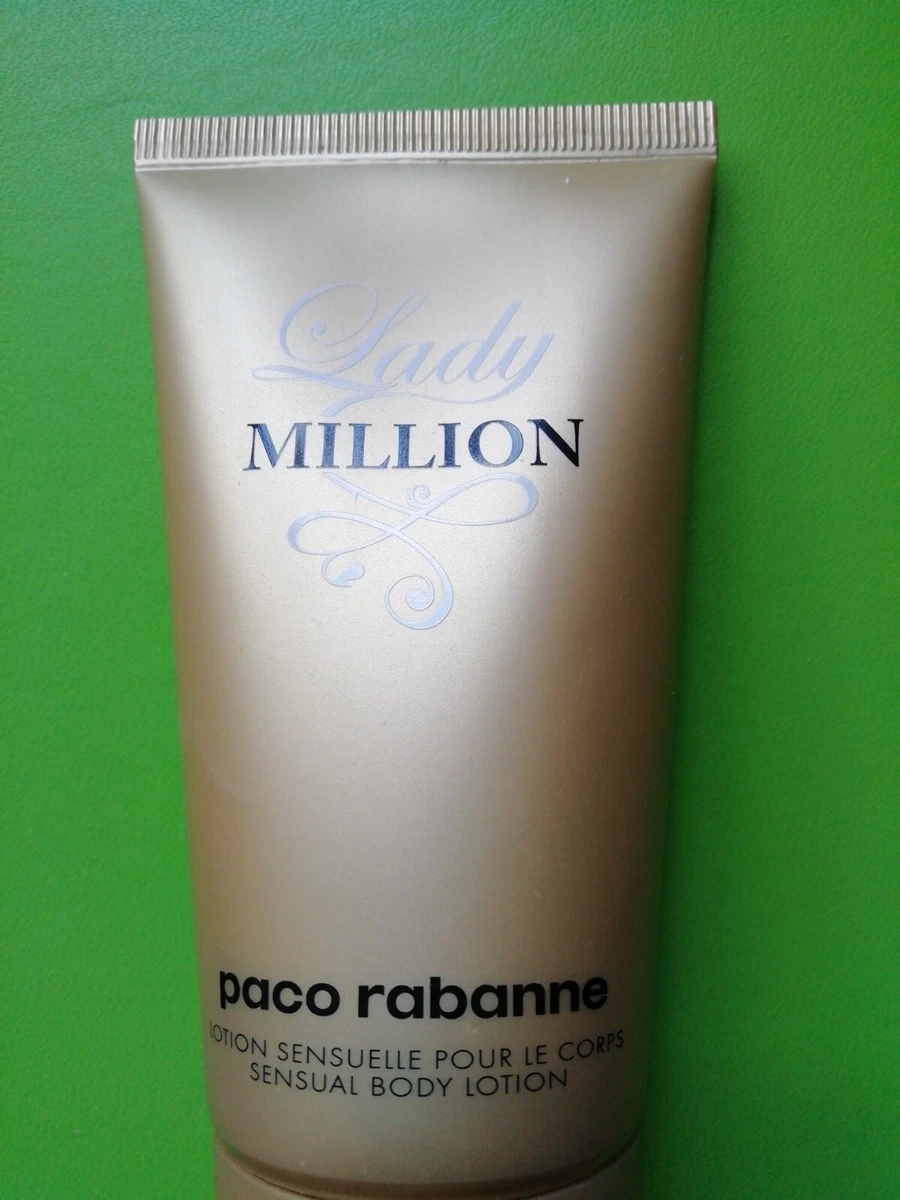 Lady
MILLION
paco rabanne
LOTION SENSUELLE POUR LE CORPS
SENSUAL BODY LOTION